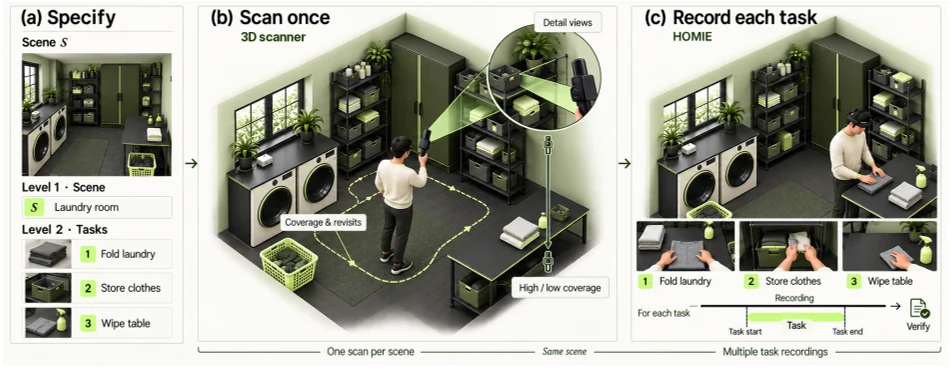 (a) Specify
Scene S
Level 1 · Scene
S Laundry room
Level 2 · Tasks
1 Fold laundry
2 Store clothes
3 Wipe table
(b) Scan once
3D scanner
Detail views
Coverage & revisits
High / low coverage
One scan per scene
Same scene
(c) Record each task
HOMIE
1 Fold laundry
2 Store clothes
3 Wipe table
Recording
For each task
Task
Task start
Task end
Verify
Multiple task recordings